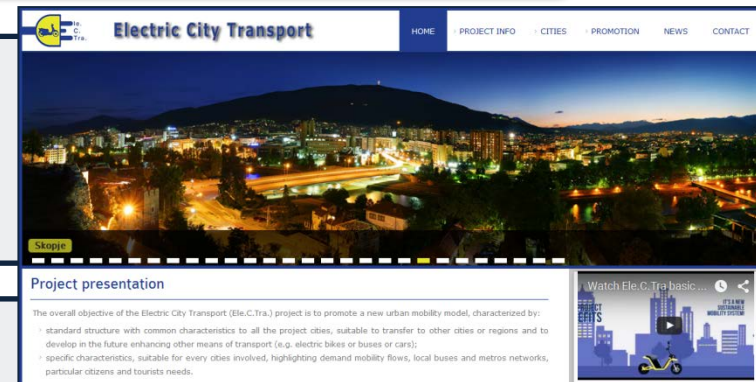 Ele.
C.
Tra.
Electric City Transport
HOME
PROJECT INFO
CITIES
PROMOTION
NEWS
CONTACT
Skopje
Project presentation
The overall objective of the Electric City Transport (Ele.C.Tra.) project is to promote a new urban mobility model, characterized by:
standard structure with common characteristics to all the project cities, suitable to transfer to other cities or regions and to
develop in the future enhancing other means of transport (e.g. electric bikes or buses or cars);
specific characteristics, suitable for every cities involved, highlighting demand mobility flows, local buses and metros networks,
particular citizens and tourists needs.
Watch Ele.C.Tra basic ...
IT'S A NEW
SUSTAINABLE
MOBILITY SYSTEM!